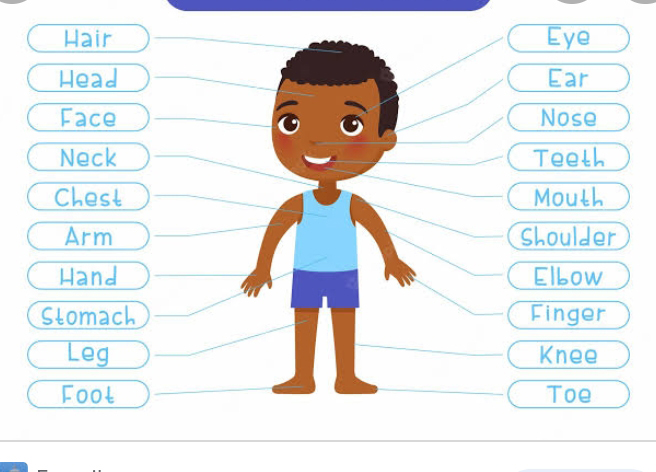 Hair
Head
Face
Neck
Chest
Arm
Hand
Stomach
Leg
Foot
Eye
Ear
Nose
Teeth
Mouth
Shoulder
Elbow
Finger
Knee
Toe